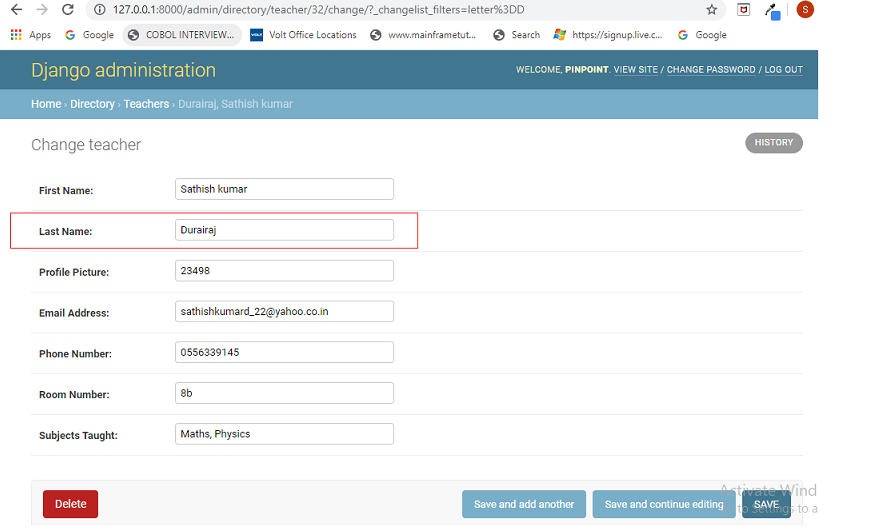 127.0.0.1:8000/admin/directory/teacher/32/change/?_changelist_filters=letter%3DD
S
Apps Google COBOL INTERVIEW... Volt Office Locations www.mainframetut... Search https://signup.live.c... Google
Django administration
WELCOME, PINPOINT. VIEW SITE / CHANGE PASSWORD / LOG OUT
Home › Directory › Teachers › Durairaj, Sathish kumar
Change teacher
HISTORY
First Name: Sathish kumar
Last Name: Durairaj
Profile Picture: 23498
Email Address: sathishkumard_22@yahoo.co.in
Phone Number: 0556339145
Room Number: 8b
Subjects Taught: Maths, Physics
Activate Wind
Delete Save and add another Save and continue editing SAVE
to Settings to a